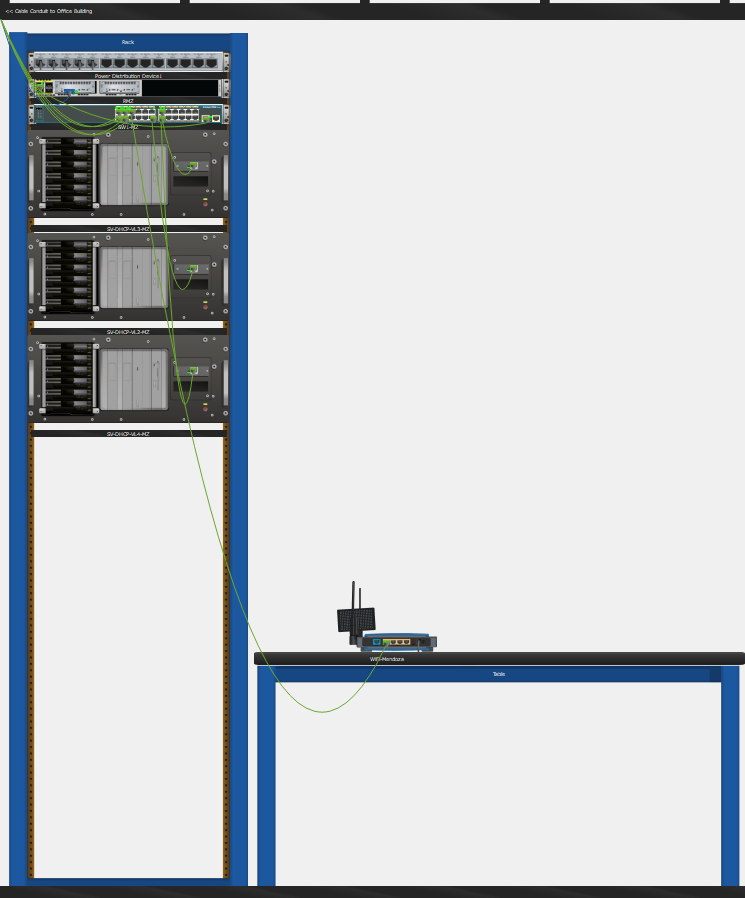 << Cable Conduit to Office Building
Rack
Power Distribution Device1
RMZ
SW1-MZ
SV-DHCP-VL3-MZ
SV-DHCP-VL2-MZ
SV-DHCP-VL4-MZ
WiFi-Mendoza
Table